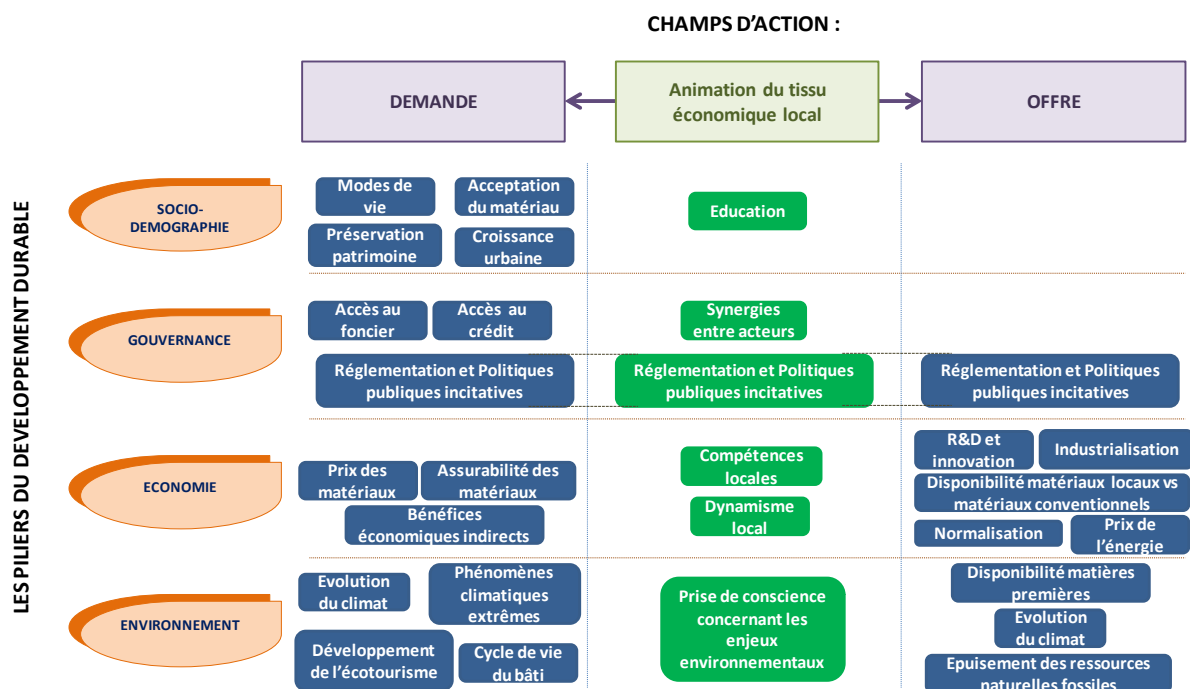 CHAMPS D'ACTION :
DEMANDE
Animation du tissu
économique local
OFFRE
LES PILIERS DU DEVELOPPEMENT DURABLE
SOCIO-
DEMOGRAPHIE
Modes de
vie
Acceptation
du matériau
Préservation
patrimoine
Croissance
urbaine
Education
GOUVERNANCE
Accès au
foncier
Accès au
crédit
Réglementation et Politiques
publiques incitatives
Synergies
entre acteurs
Réglementation et Politiques
publiques incitatives
Réglementation et Politiques
publiques incitatives
ECONOMIE
Prix des
matériaux
Assurabilité des
matériaux
Bénéfices
économiques indirects
Compétences
locales
Dynamisme
local
R&D et
innovation
Industrialisation
Disponibilité matériaux locaux vs
matériaux conventionnels
Normalisation
Prix de
l'énergie
ENVIRONNEMENT
Evolution
du climat
Phénomènes
climatiques
extrêmes
Développement
de l'écotourisme
Cycle de vie
du bâti
Prise de conscience
concernant les
enjeux
environnementaux
Disponibilité matières
premières
Evolution
du climat
Epuisement des ressources
naturelles fossiles